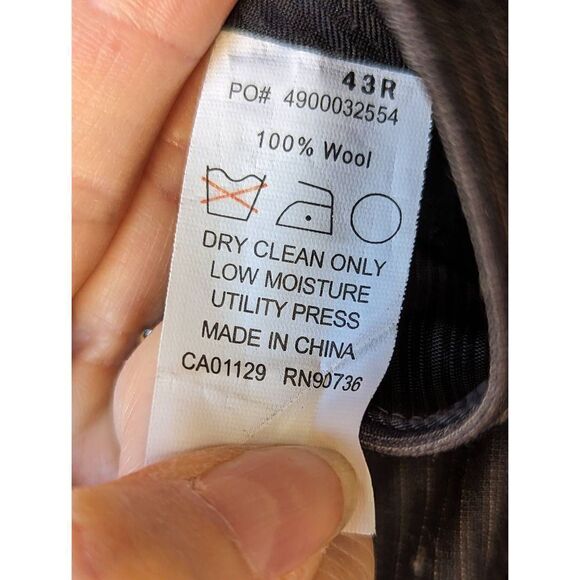 43R
PO# 4900032554
100% Wool
DRY CLEAN ONLY
LOW MOISTURE
UTILITY PRESS
MADE IN CHINA
CA01129 RN90736